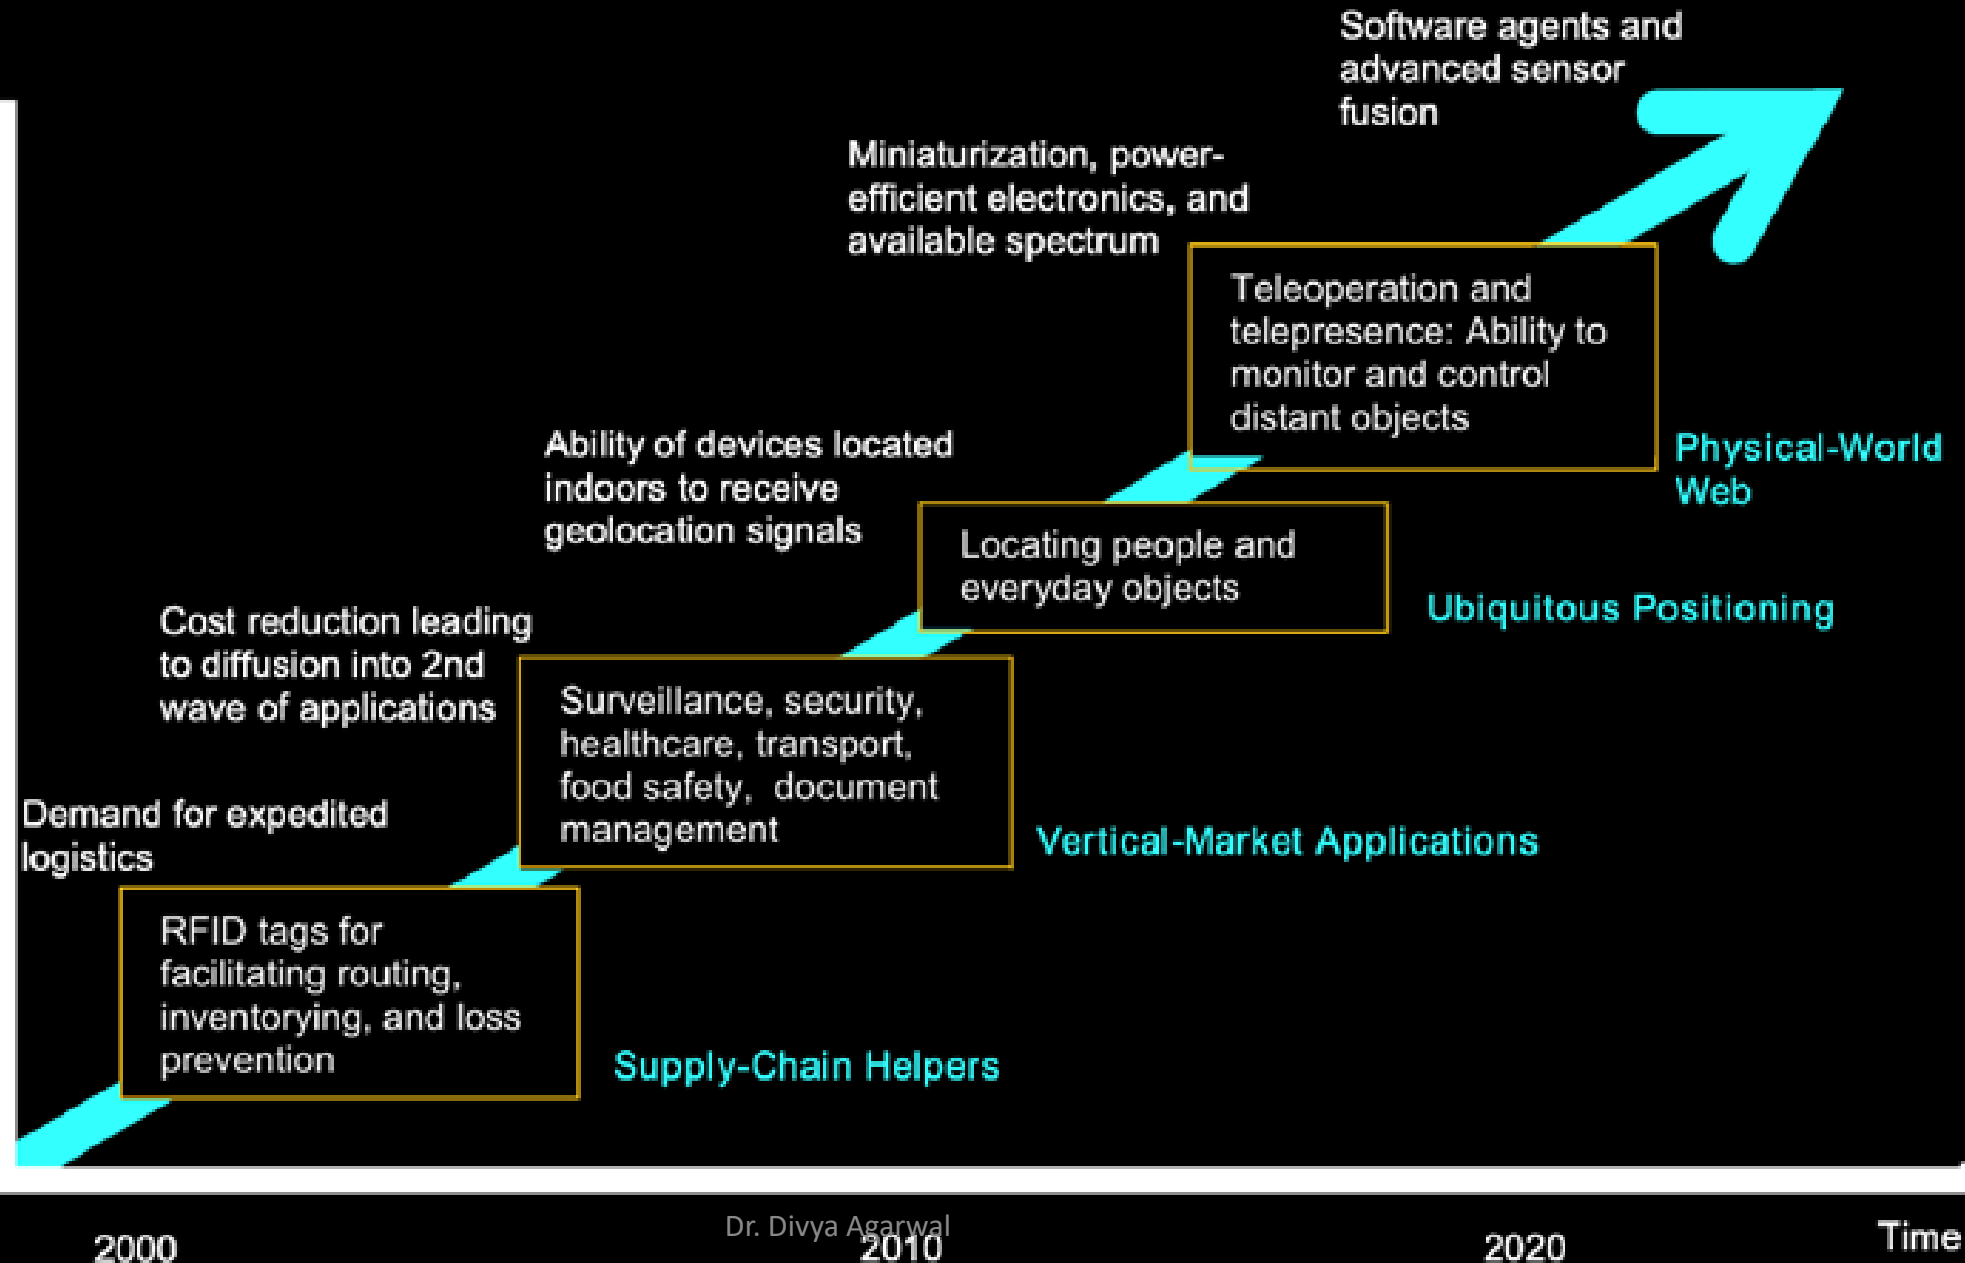 Software agents and
advanced sensor
fusion
Miniaturization, power-
efficient electronics, and
available spectrum
Teleoperation and
telepresence: Ability to
monitor and control
distant objects
Physical-World
Web
Ability of devices located
indoors to receive
geolocation signals
Locating people and
everyday objects
Ubiquitous Positioning
Cost reduction leading
to diffusion into 2nd
wave of applications
Surveillance, security,
healthcare, transport,
food safety, document
management
Vertical-Market Applications
Demand for expedited
logistics
RFID tags for
facilitating routing,
inventorying, and loss
prevention
Supply-Chain Helpers
Dr. Divya Agarwal
2000
2010
2020
Time